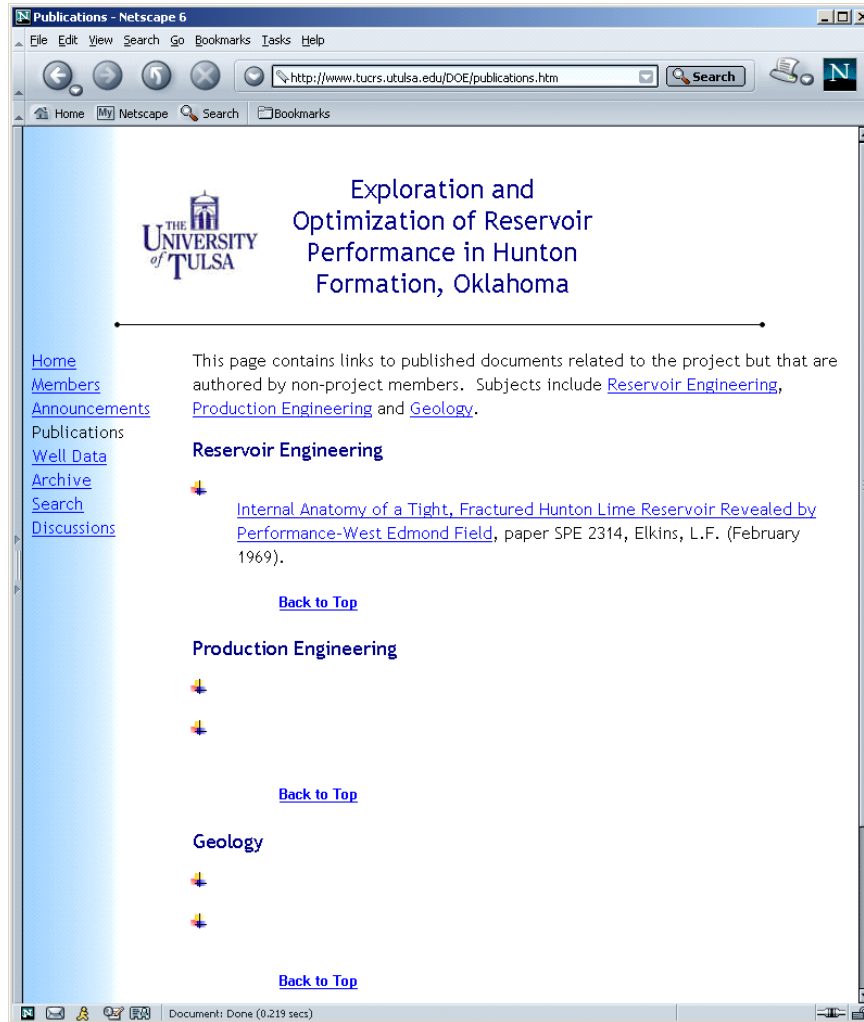 Publications - Netscape 6
File Edit View Search Go Bookmarks Tasks Help
http://www.tucrs.utulsa.edu/DOE/publications.htm
Search
N
Home My Netscape Search Bookmarks
THE
UNIVERSITY
of TULSA
Exploration and
Optimization of Reservoir
Performance in Hunton
Formation, Oklahoma
Home
Members
Announcements
Publications
Well Data
Archive
Search
Discussions
This page contains links to published documents related to the project but that are
authored by non-project members. Subjects include Reservoir Engineering,
Production Engineering and Geology.
Reservoir Engineering
Internal Anatomy of a Tight, Fractured Hunton Lime Reservoir Revealed by
Performance-West Edmond Field, paper SPE 2314, Elkins, L.F. (February
1969).
Back to Top
Production Engineering
Back to Top
Geology
Back to Top
Document: Done (0.219 secs)